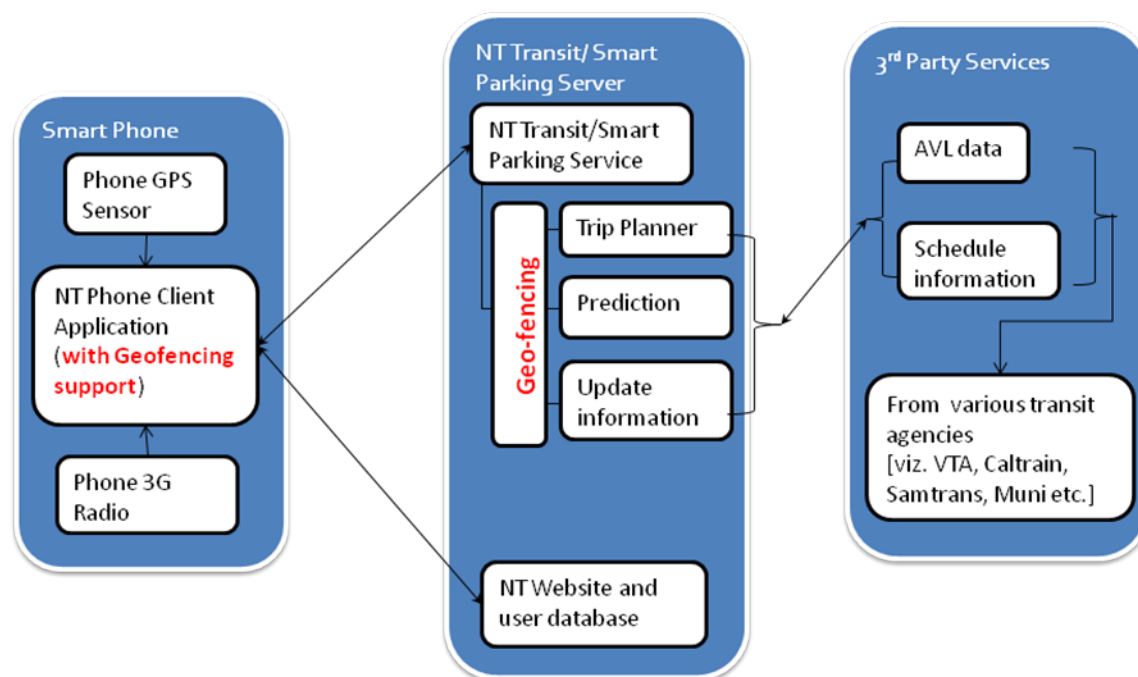 Smart Phone
Phone GPS
Sensor
NT Phone Client
Application
(with Geofencing
support)
Phone 3G
Radio
NT Transit/ Smart
Parking Server
NT Transit/Smart
Parking Service
Geo-fencing
Trip Planner
Prediction
Update
information
NT Website and
user database
3rd Party Services
AVL data
Schedule
information
From various transit
agencies
[viz. VTA, Caltrain,
Samtrans, Muni etc.]